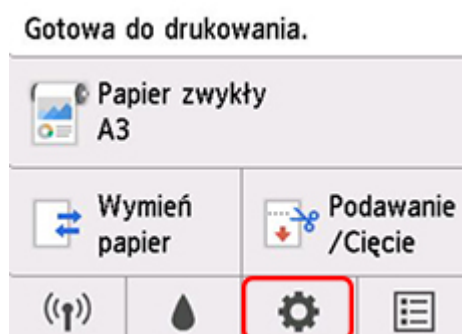 Gotowa do drukowania.
Papier zwykły
A3
Wymień
papier
Podawanie
/Cięcie